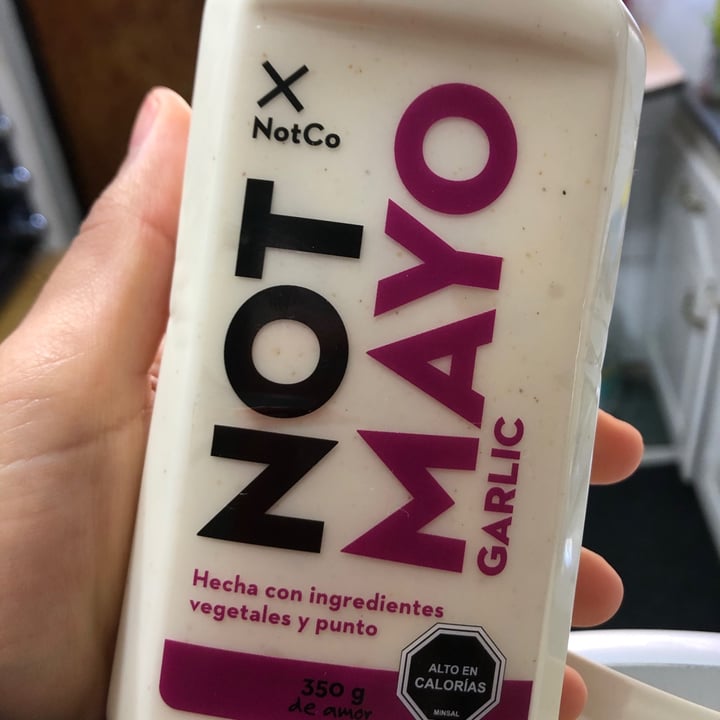 NotCo
NOT
MAYO
GARLIC
Hecha con ingredientes
vegetales y punto
350 g
de amor
ALTO EN
CALORÍAS
MINSAL